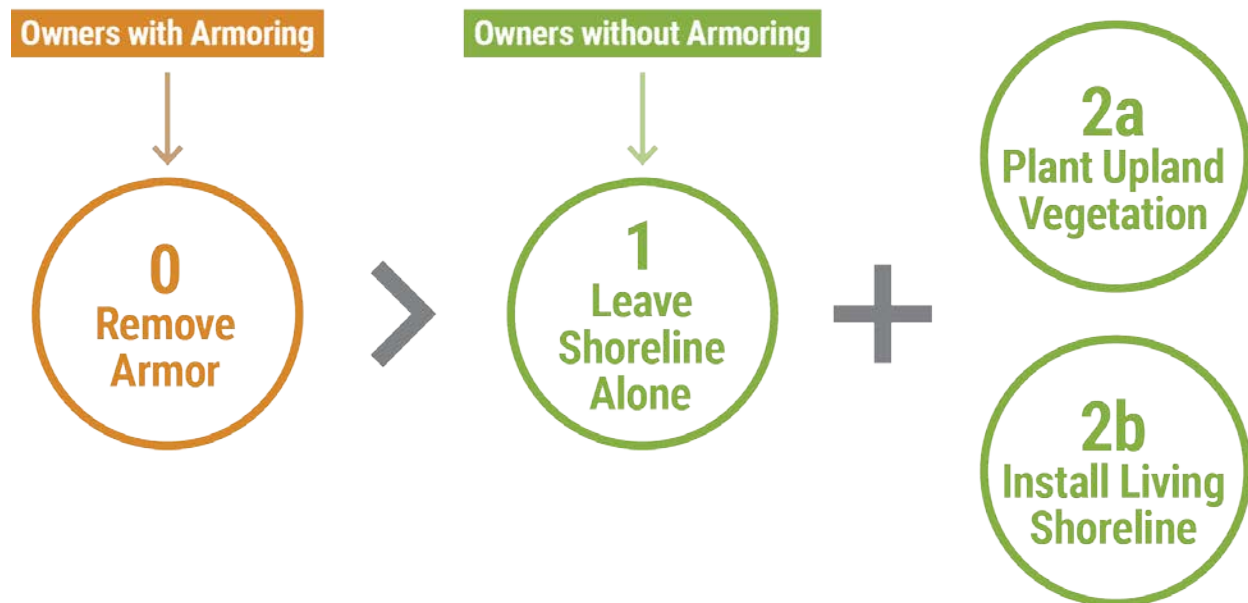 Owners with Armoring
Owners without Armoring
0
Remove
Armor
>
1
Leave
Shoreline
Alone
+
2a
Plant Upland
Vegetation
2b
Install Living
Shoreline